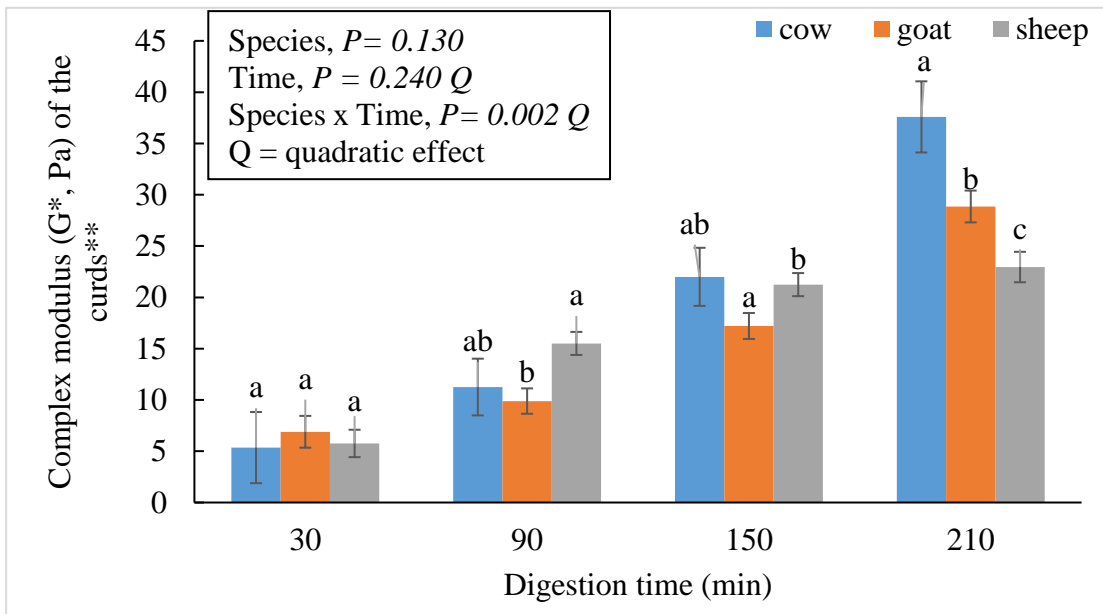 Species, P= 0.130
Time, P = 0.240 Q
Species x Time, P= 0.002 Q
Q = quadratic effect
cow goat sheep
Complex modulus (G*, Pa) of the
curds**
45
40
35
30
25
20
15
10
5
0
a a a
ab b a
ab a b
a b c
30 90 150 210
Digestion time (min)